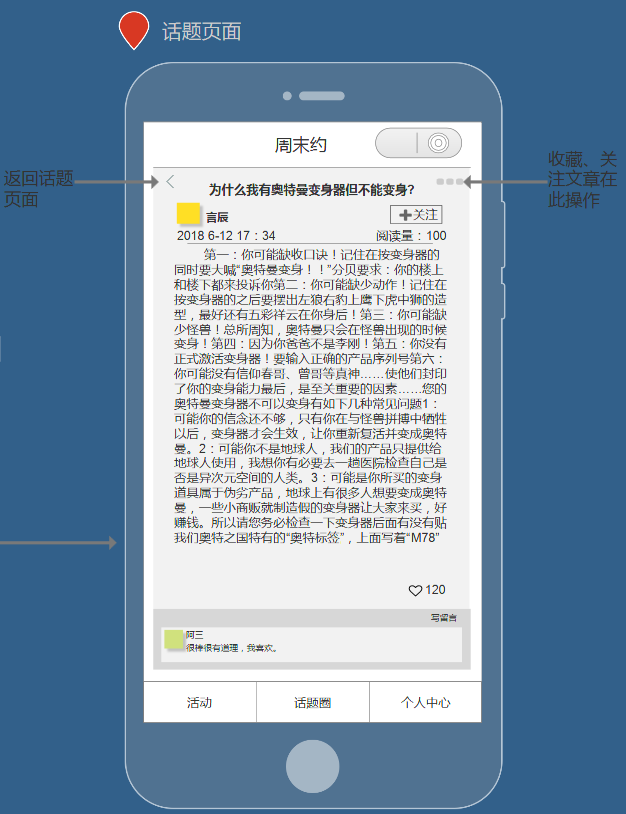 话题页面
周末约
返回话题
页面
收藏、关
注文章在
此操作
为什么我有奥特曼变身器但不能变身？
言辰
关注
2018 6-12 17：34
阅读量：100
第一：你可能缺收口诀！记住在按变身器的
同时要大喊“奥特曼变身！！”分贝要求：你的楼上
和楼下都来投诉你第二：你可能缺少动作！记住在
按变身器的之后要摆出左狼右豹上鹰下虎中狮的造
型，最好还有五彩祥云在你身后！第三：你可能缺
少怪兽！总所周知，奥特曼只会在怪兽出现的时候
变身！第四：因为你爸爸不是李刚！第五：你没有
正式激活变身器！要输入正确的产品序列号第六：
你可能没有信仰春哥、曾哥等真神……使他们封印
了你的变身能力最后，是至关重要的因素……您的
奥特曼变身器不可以变身有如下几种常见问题1：
可能你的信念还不够，只有你在与怪兽拼搏中牺牲
以后，变身器才会生效，让你重新复活并变成奥特
曼。2：可能你不是地球人，我们的产品只提供给
地球人使用，我想你有必要去一趟医院检查自己是
否是异次元空间的人类。3：可能是你所买的变身
道具属于伪劣产品，地球上有很多人想要变成奥特
曼，一些小商贩就制造假的变身器让大家来买，好
赚钱。所以请您务必检查一下变身器后面有没有贴
我们奥特之国特有的“奥特标签”，上面写着“M78”
120
写留言
阿三
很棒很有道理，我喜欢。
活动
话题圈
个人中心